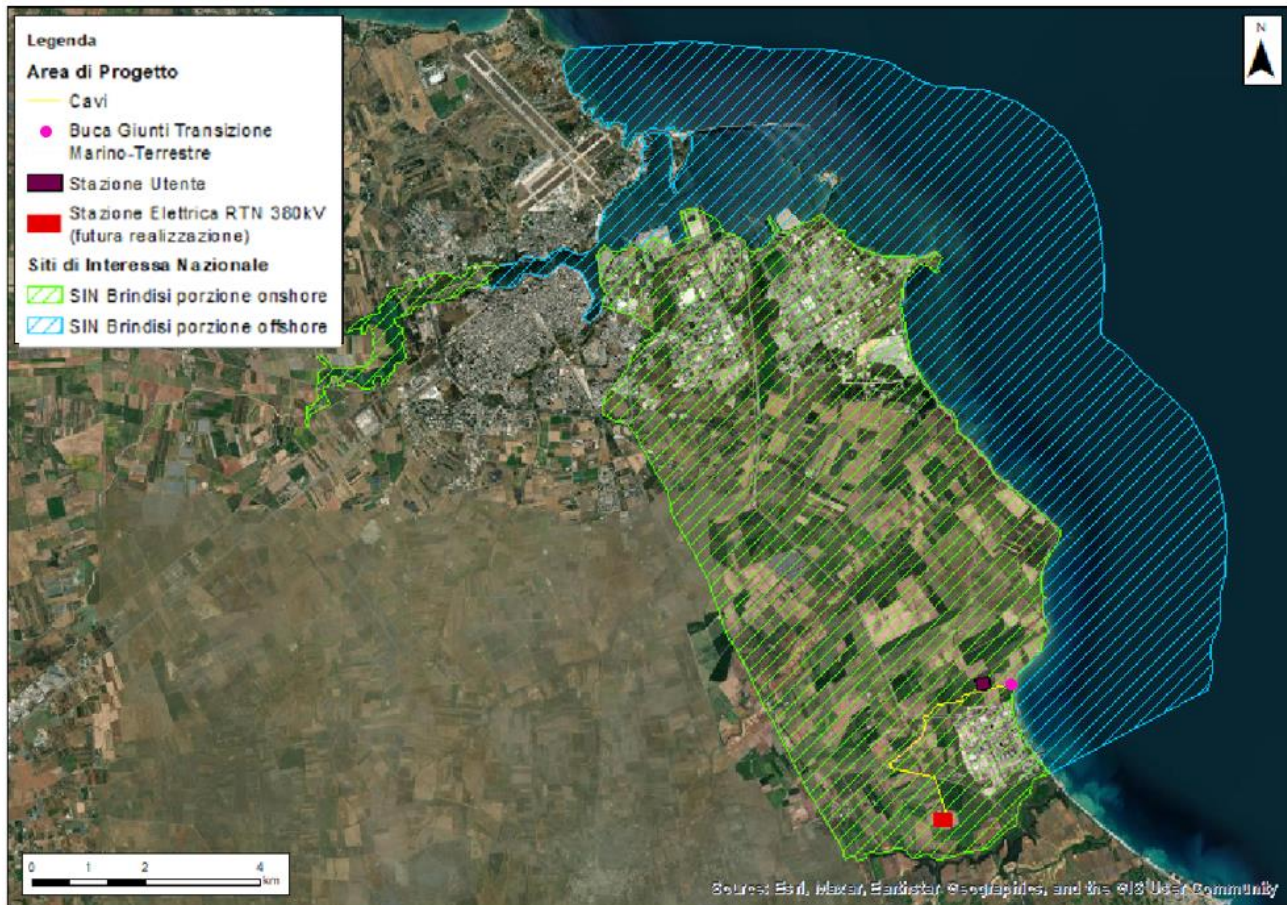 Legenda
Area di Progetto
Cavi
Buca Giunti Transizione
Marino-Terrestre
Stazione Utente
Stazione Elettrica RTN 380kV
(futura realizzazione)
Siti di Interessa Nazionale
SIN Brindisi porzione onshore
SIN Brindisi porzione offshore
N
0 1 2 4
km
Source: Esri, Maxar, Earthstar Geographics, and the GIS User Community